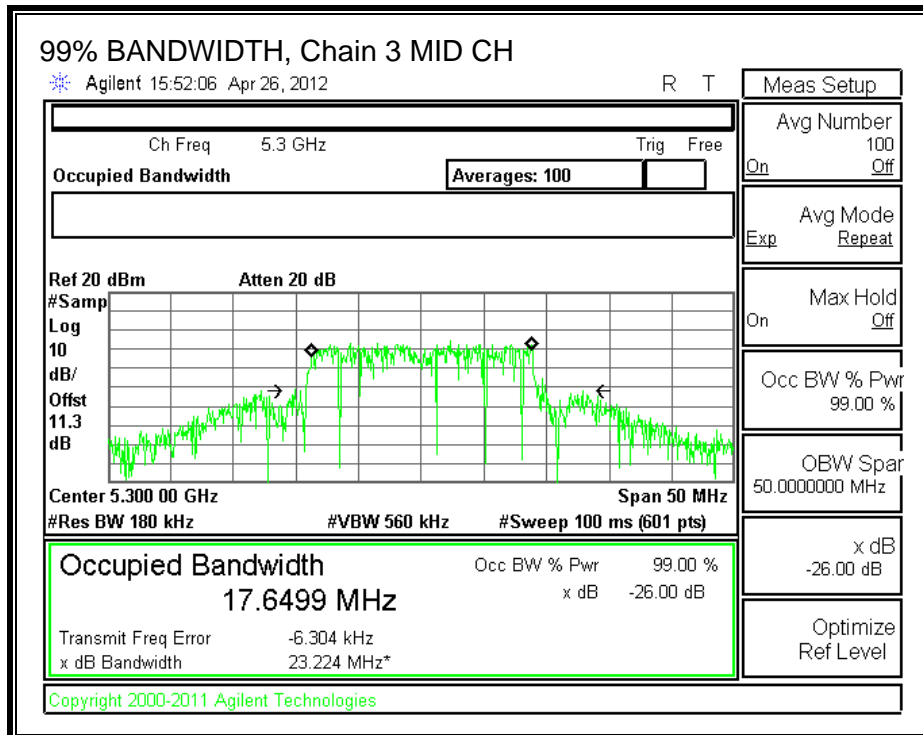 99% BANDWIDTH, Chain 3 MID CH
Agilent 15:52:06 Apr 26, 2012 R T
Ch Freq 5.3 GHz Trig Free
Occupied Bandwidth Averages: 100
Ref 20 dBm Atten 20 dB
#Samp
Log
10
dB/
Offst
11.3
dB
Center 5.300 00 GHz Span 50 MHz
#Res BW 180 kHz #VBW 560 kHz #Sweep 100 ms (601 pts)
Occupied Bandwidth Occ BW % Pwr 99.00 %
17.6499 MHz x dB -26.00 dB
Transmit Freq Error -6.304 kHz
x dB Bandwidth 23.224 MHz*
Copyright 2000-2011 Agilent Technologies
Meas Setup
Avg Number
100
On Off
Avg Mode
Exp Repeat
Max Hold
On Off
Occ BW % Pwr
99.00 %
OBW Span
50.0000000 MHz
x dB
-26.00 dB
Optimize
Ref Level